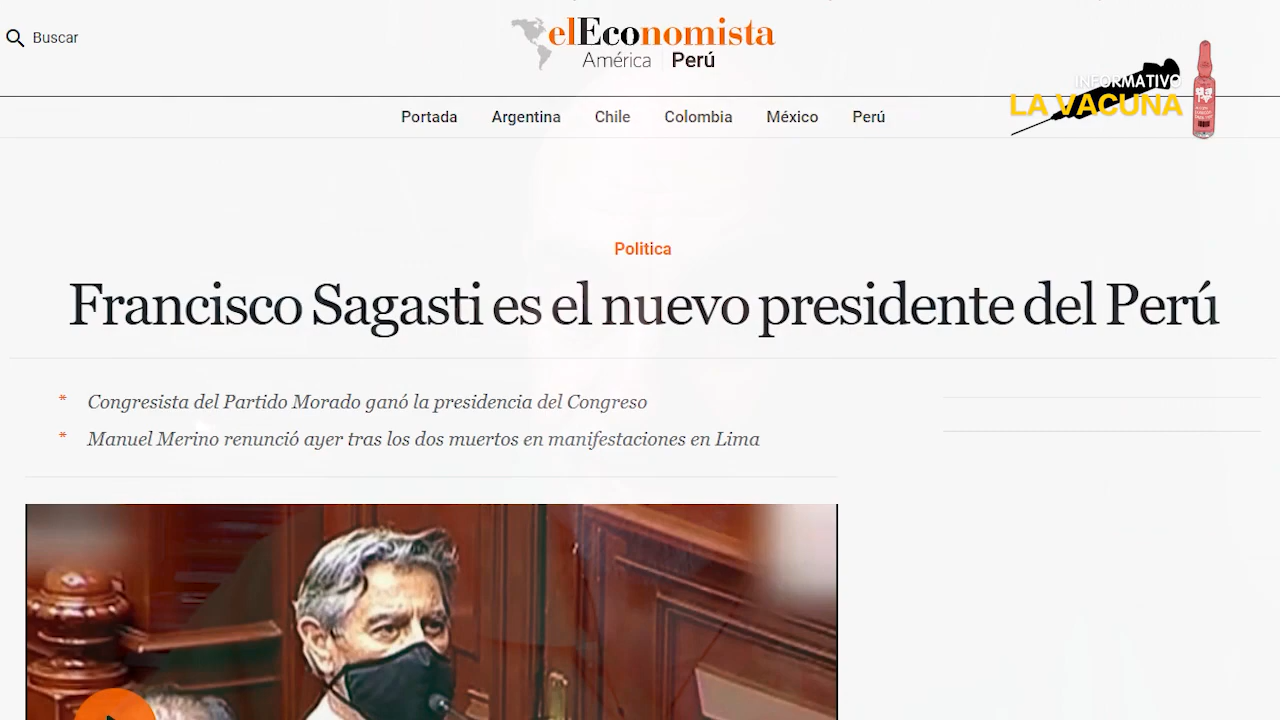 Buscar
elEconomista
América Perú
INFORMATIVO
LA VACUNA
Portada Argentina Chile Colombia México Perú
Politica
Francisco Sagasti es el nuevo presidente del Perú
* Congresista del Partido Morado ganó la presidencia del Congreso
* Manuel Merino renunció ayer tras los dos muertos en manifestaciones en Lima